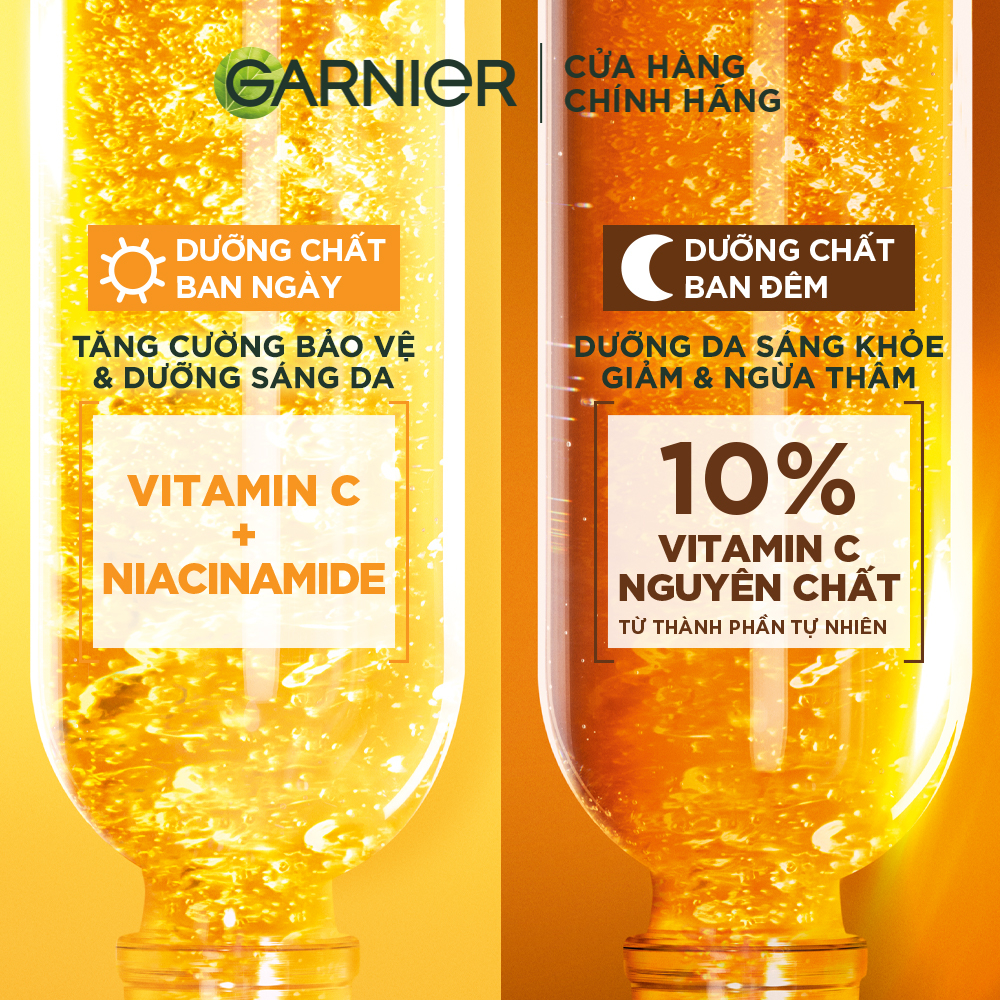 GARNIER
CỬA HÀNG
CHÍNH HÃNG
DƯỠNG CHẤT
BAN NGÀY
TĂNG CƯỜNG BẢO VỆ
& DƯỠNG SÁNG DA
VITAMIN C
+
NIACINAMIDE
DƯỠNG CHẤT
BAN ĐÊM
DƯỠNG DA SÁNG KHỎE
GIẢM & NGỪA THÂM
10%
VITAMIN C
NGUYÊN CHẤT
TỪ THÀNH PHẦN TỰ NHIÊN